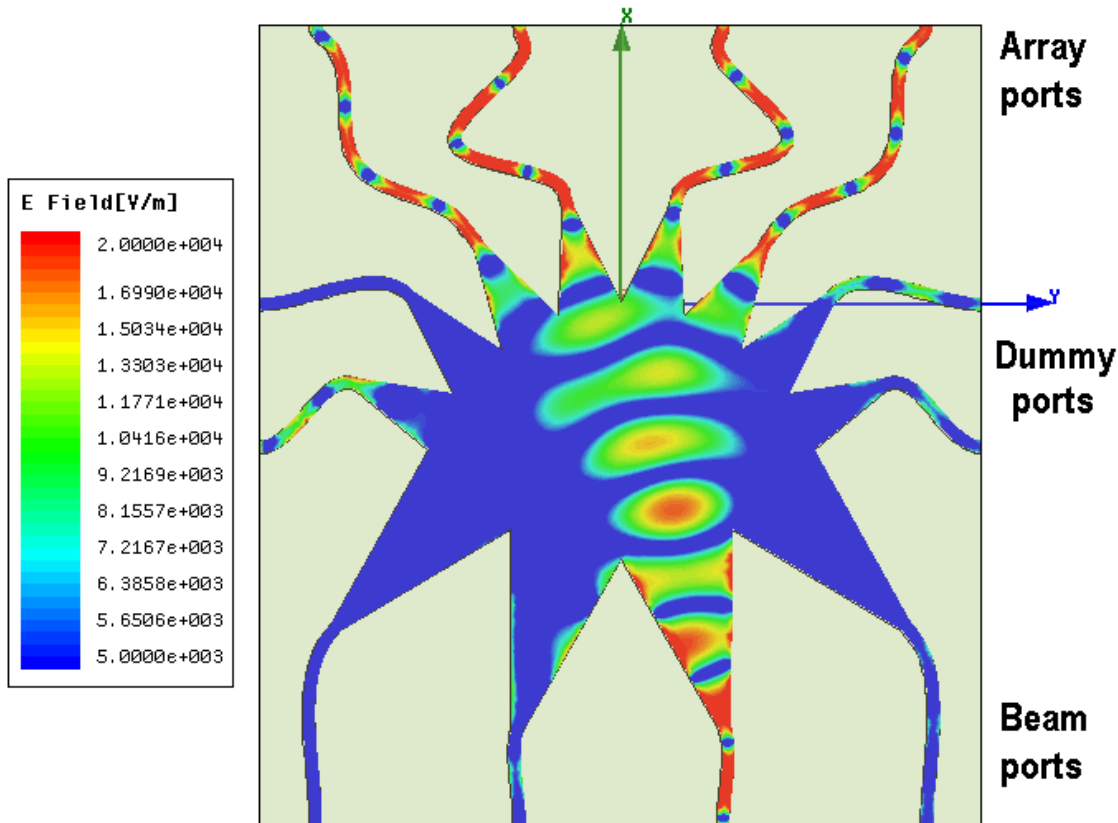 X
Array
ports
E Field[V/m]
2.0000e+004
1.6990e+004
1.5034e+004
1.3303e+004
1.1771e+004
1.0416e+004
9.2169e+003
8.1557e+003
7.2167e+003
6.3858e+003
5.6506e+003
5.0000e+003
Y
Dummy
ports
Beam
ports